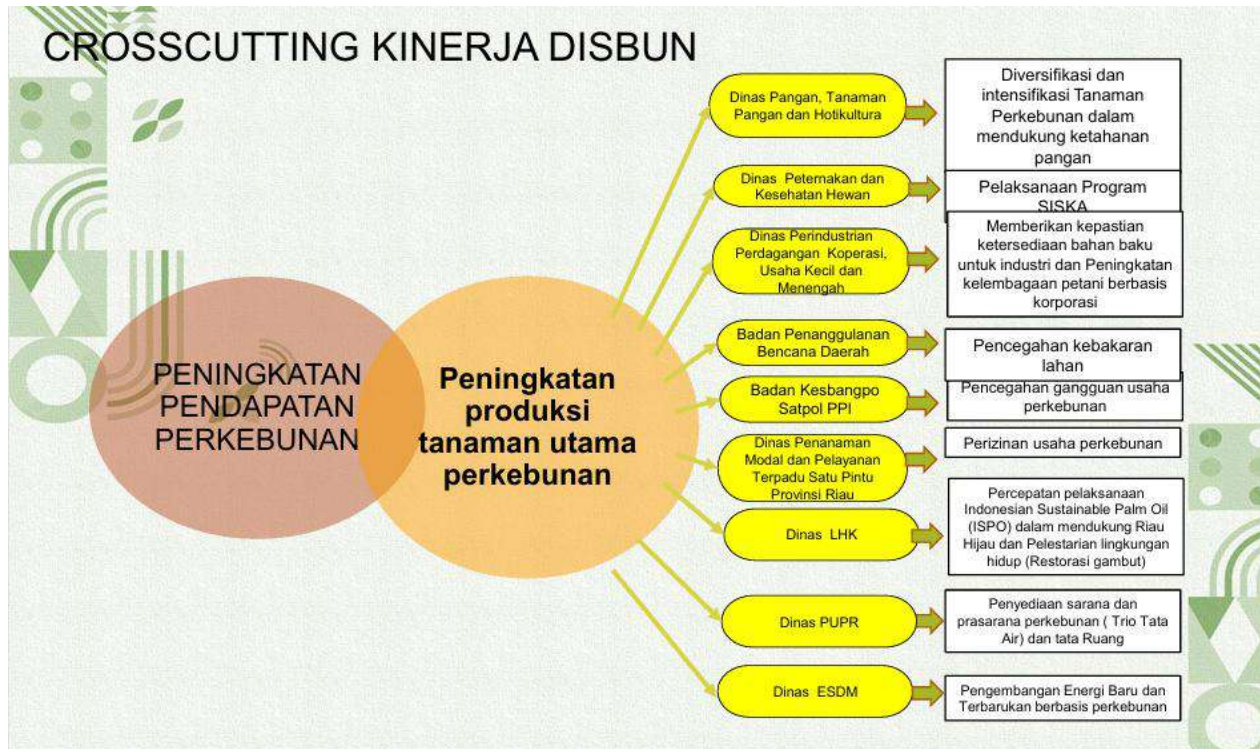 CROSSCUTTING KINERJA DISBUN
PENINGKATAN
PENDAPATAN
PERKEBUNAN
Peningkatan
produksi
tanaman utama
perkebunan
Dinas Pangan, Tanaman
Pangan dan Hotikultura
Diversifikasi dan
intensifikasi Tanaman
Perkebunan dalam
mendukung ketahanan
pangan
Dinas Peternakan dan
Kesehatan Hewan
Pelaksanaan Program
SISKA
Dinas Perindustrian
Perdagangan Koperasi,
Usaha Kecil dan
Menengah
Memberikan kepastian
ketersediaan bahan baku
untuk industri dan Peningkatan
kelembagaan petani berbasis
korporasi
Badan Penanggulanan
Bencana Daerah
Pencegahan kebakaran
lahan
Badan Kesbangpo
Satpol PPI
Pencegahan gangguan usaha
perkebunan
Dinas Penanaman
Modal dan Pelayanan
Terpadu Satu Pintu
Provinsi Riau
Perizinan usaha perkebunan
Dinas LHK
Percepatan pelaksanaan
Indonesian Sustainable Palm Oil
(ISPO) dalam mendukung Riau
Hijau dan Pelestarian lingkungan
hidup (Restorasi gambut)
Dinas PUPR
Penyediaan sarana dan
prasarana perkebunan ( Trio Tata
Air) dan tata Ruang
Dinas ESDM
Pengembangan Energi Baru dan
Terbarukan berbasis perkebunan